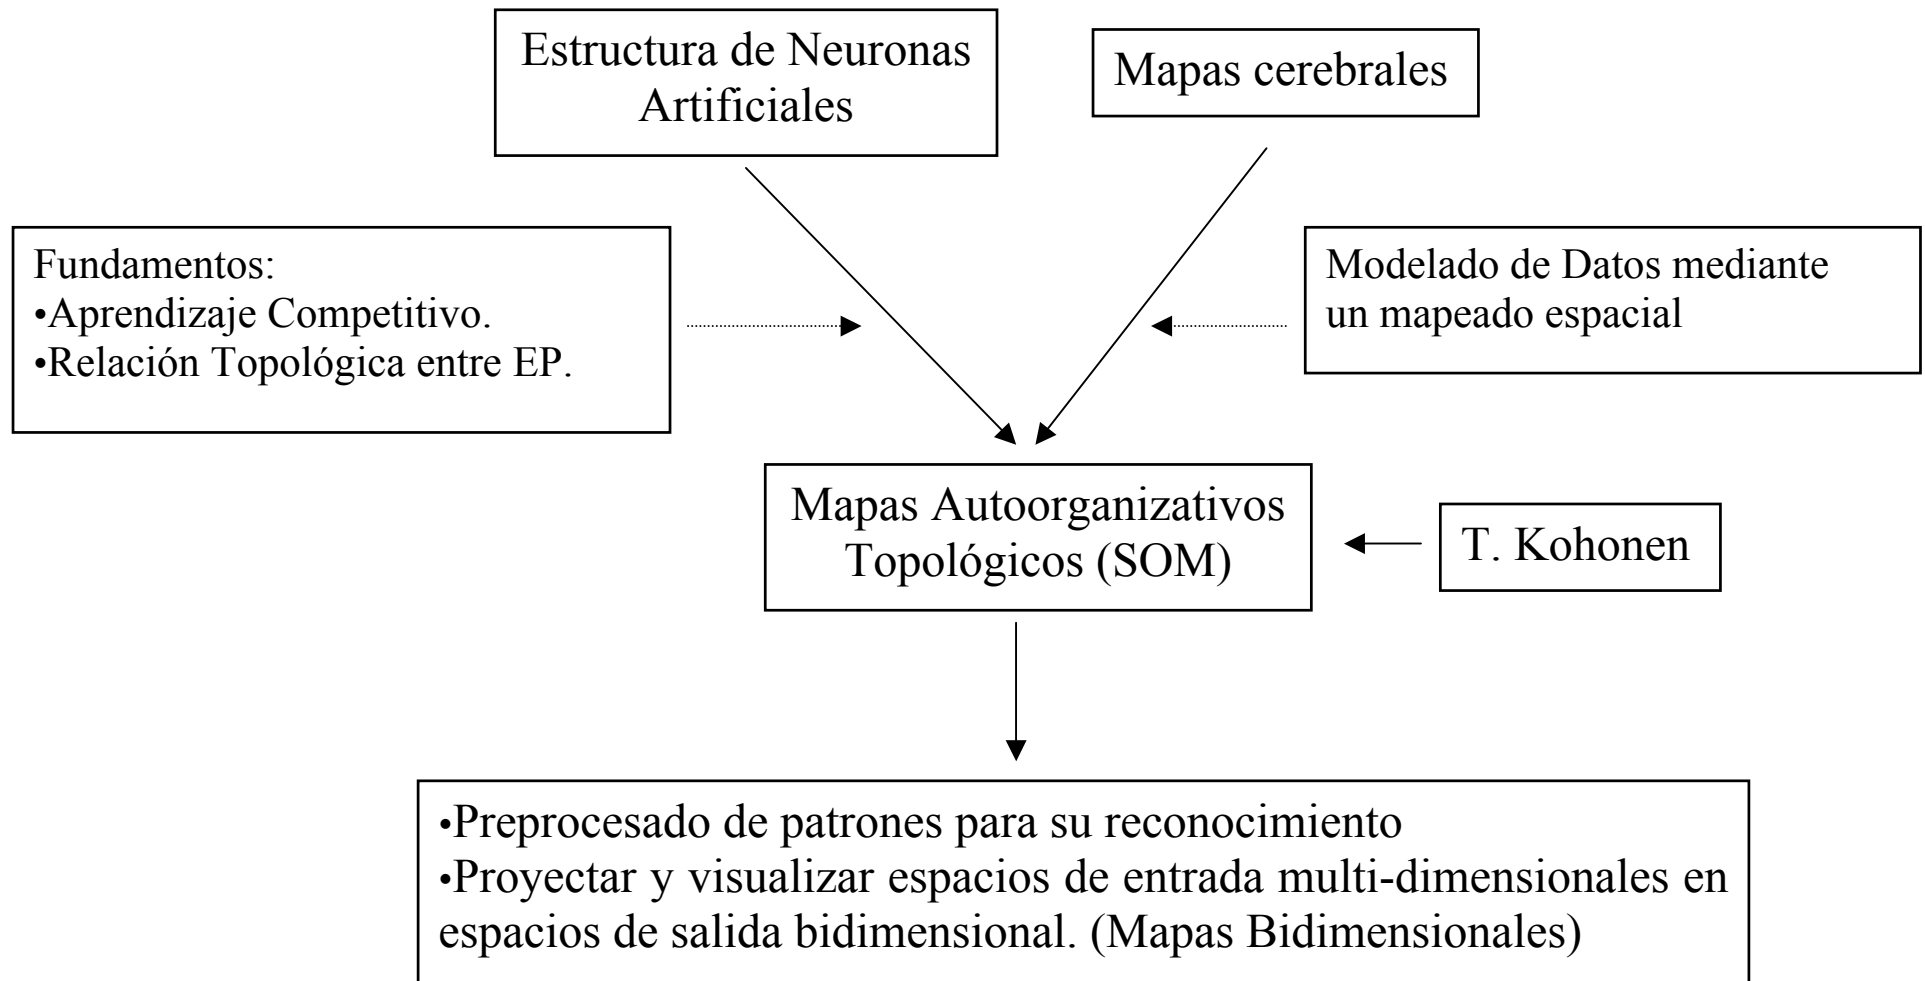 Estructura de Neuronas
Artificiales
Mapas cerebrales
Fundamentos:
•Aprendizaje Competitivo.
•Relación Topológica entre EP.
Modelado de Datos mediante
un mapeado espacial
Mapas Autoorganizativos
Topológicos (SOM)
T. Kohonen
•Preprocesado de patrones para su reconocimiento
•Proyectar y visualizar espacios de entrada multi-dimensionales en
espacios de salida bidimensional. (Mapas Bidimensionales)